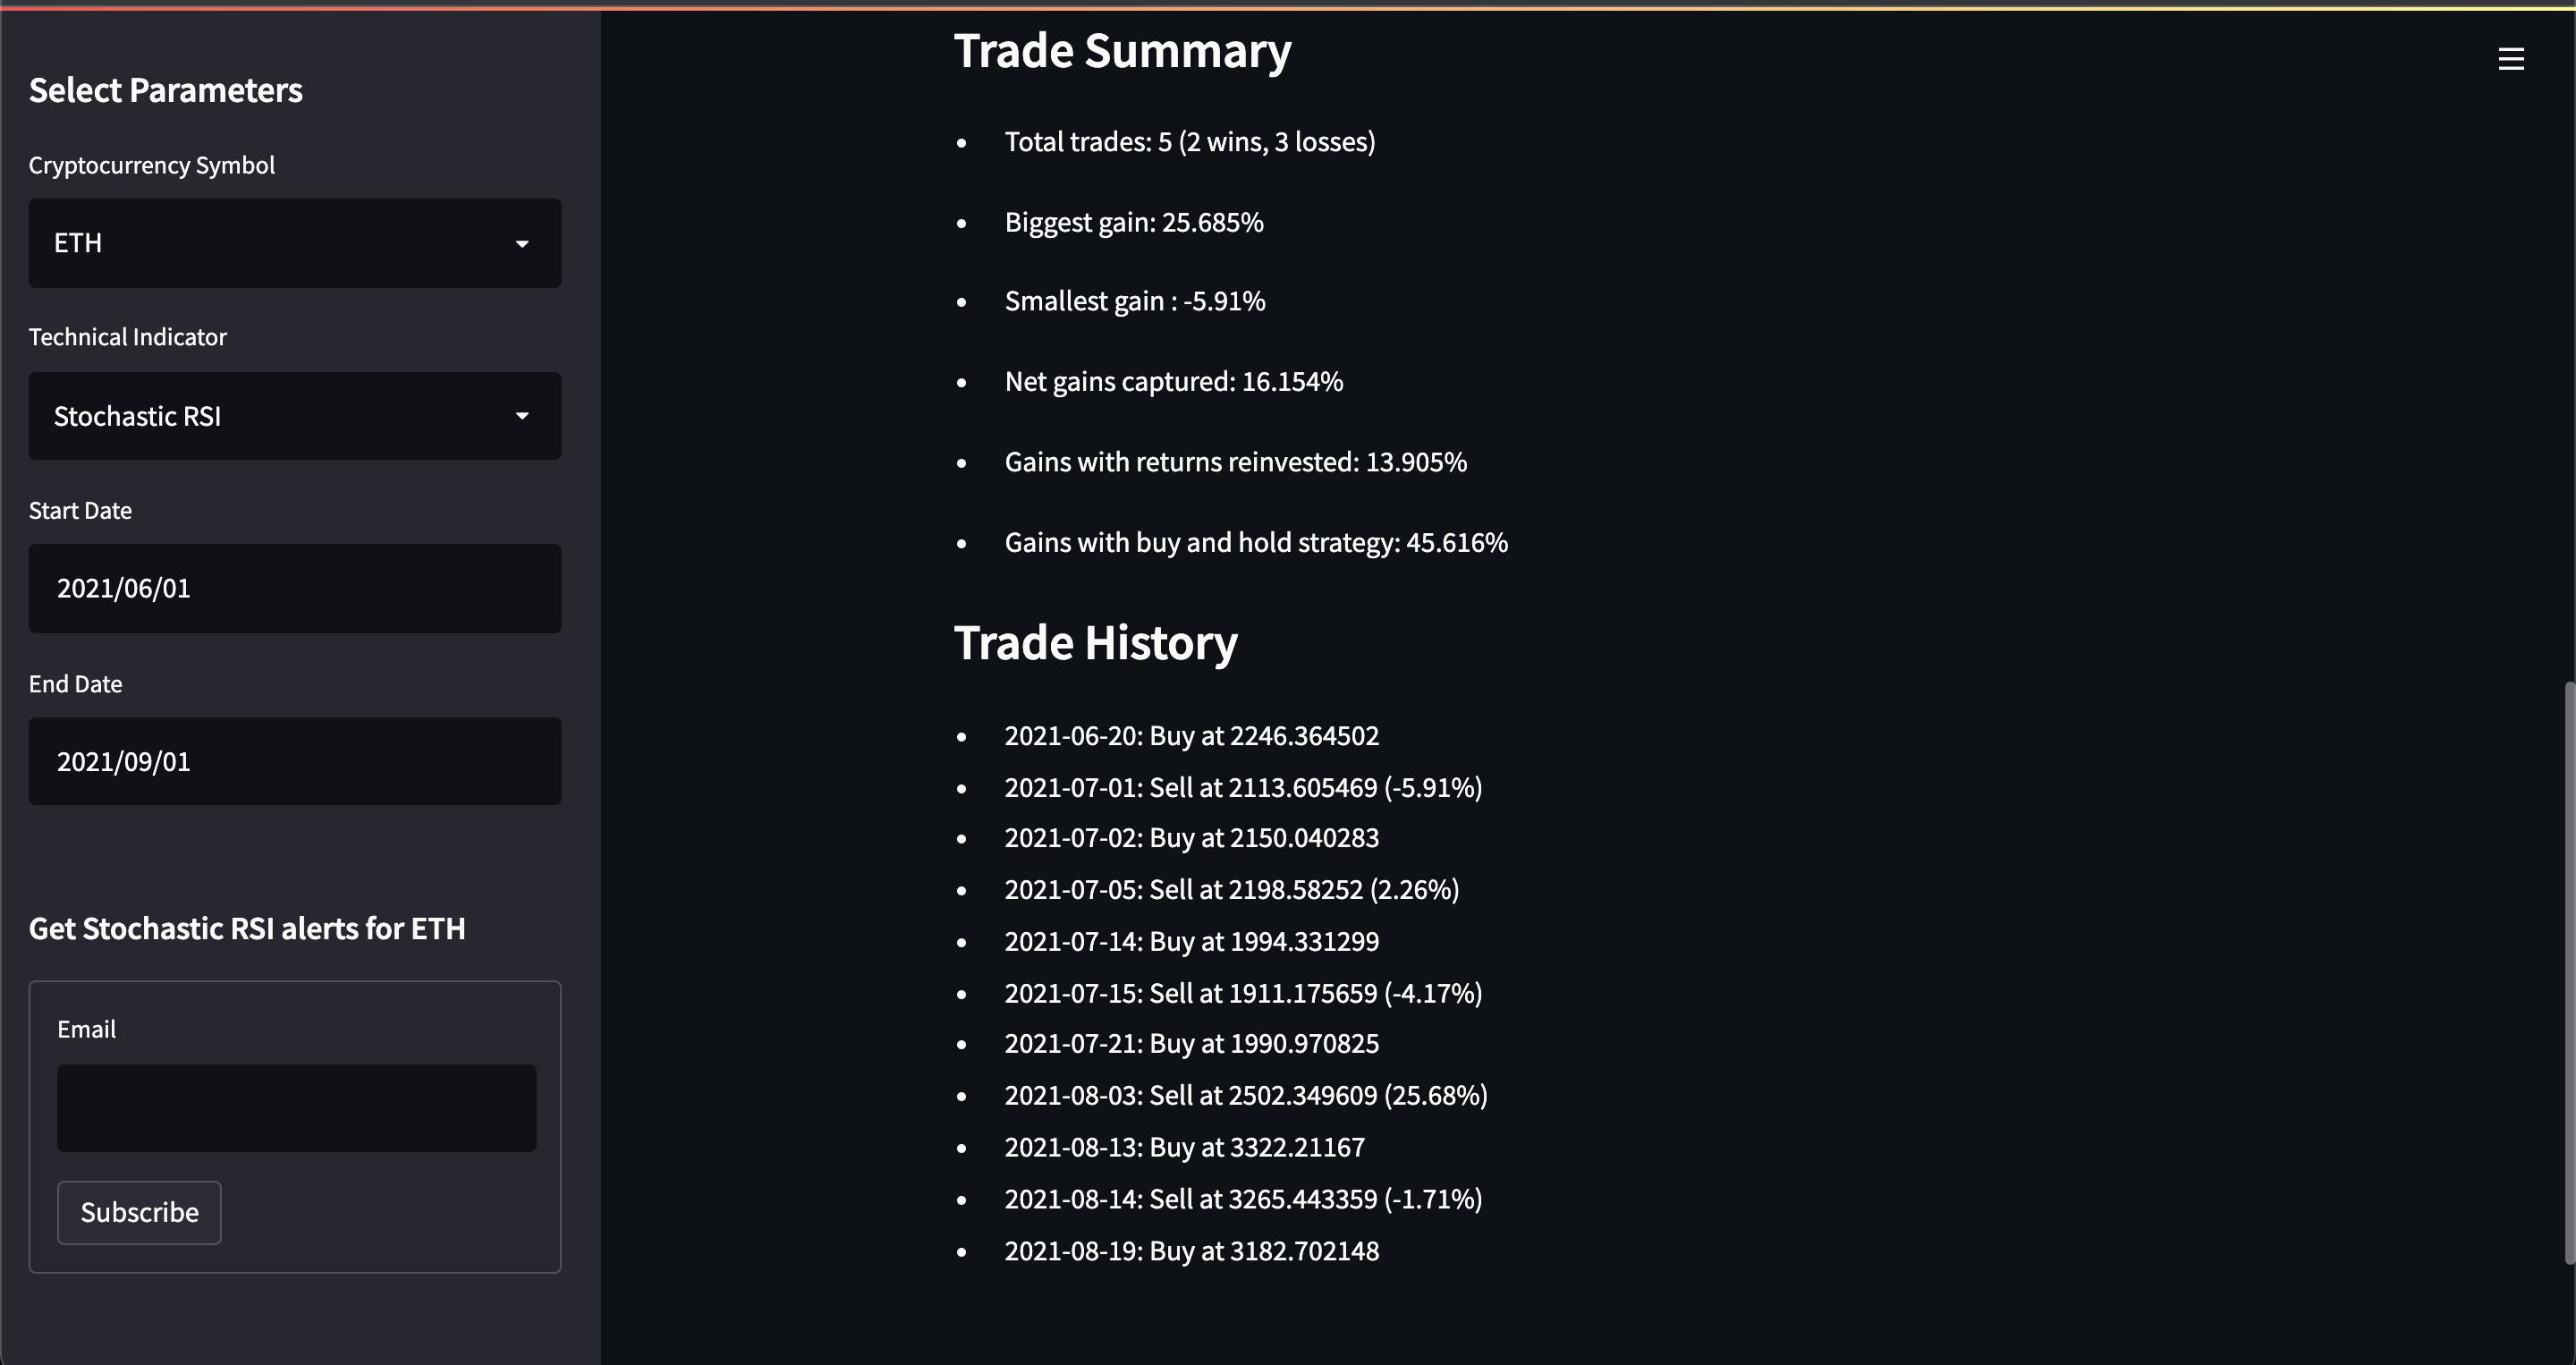 Select Parameters
Cryptocurrency Symbol
ETH
Technical Indicator
Stochastic RSI
Start Date
2021/06/01
End Date
2021/09/01
Get Stochastic RSI alerts for ETH
Email
Subscribe
Trade Summary
Total trades: 5 (2 wins, 3 losses)
Biggest gain: 25.685%
Smallest gain : -5.91%
Net gains captured: 16.154%
Gains with returns reinvested: 13.905%
Gains with buy and hold strategy: 45.616%
Trade History
2021-06-20: Buy at 2246.364502
2021-07-01: Sell at 2113.605469 (-5.91%)
2021-07-02: Buy at 2150.040283
2021-07-05: Sell at 2198.58252 (2.26%)
2021-07-14: Buy at 1994.331299
2021-07-15: Sell at 1911.175659 (-4.17%)
2021-07-21: Buy at 1990.970825
2021-08-03: Sell at 2502.349609 (25.68%)
2021-08-13: Buy at 3322.21167
2021-08-14: Sell at 3265.443359 (-1.71%)
2021-08-19: Buy at 3182.702148